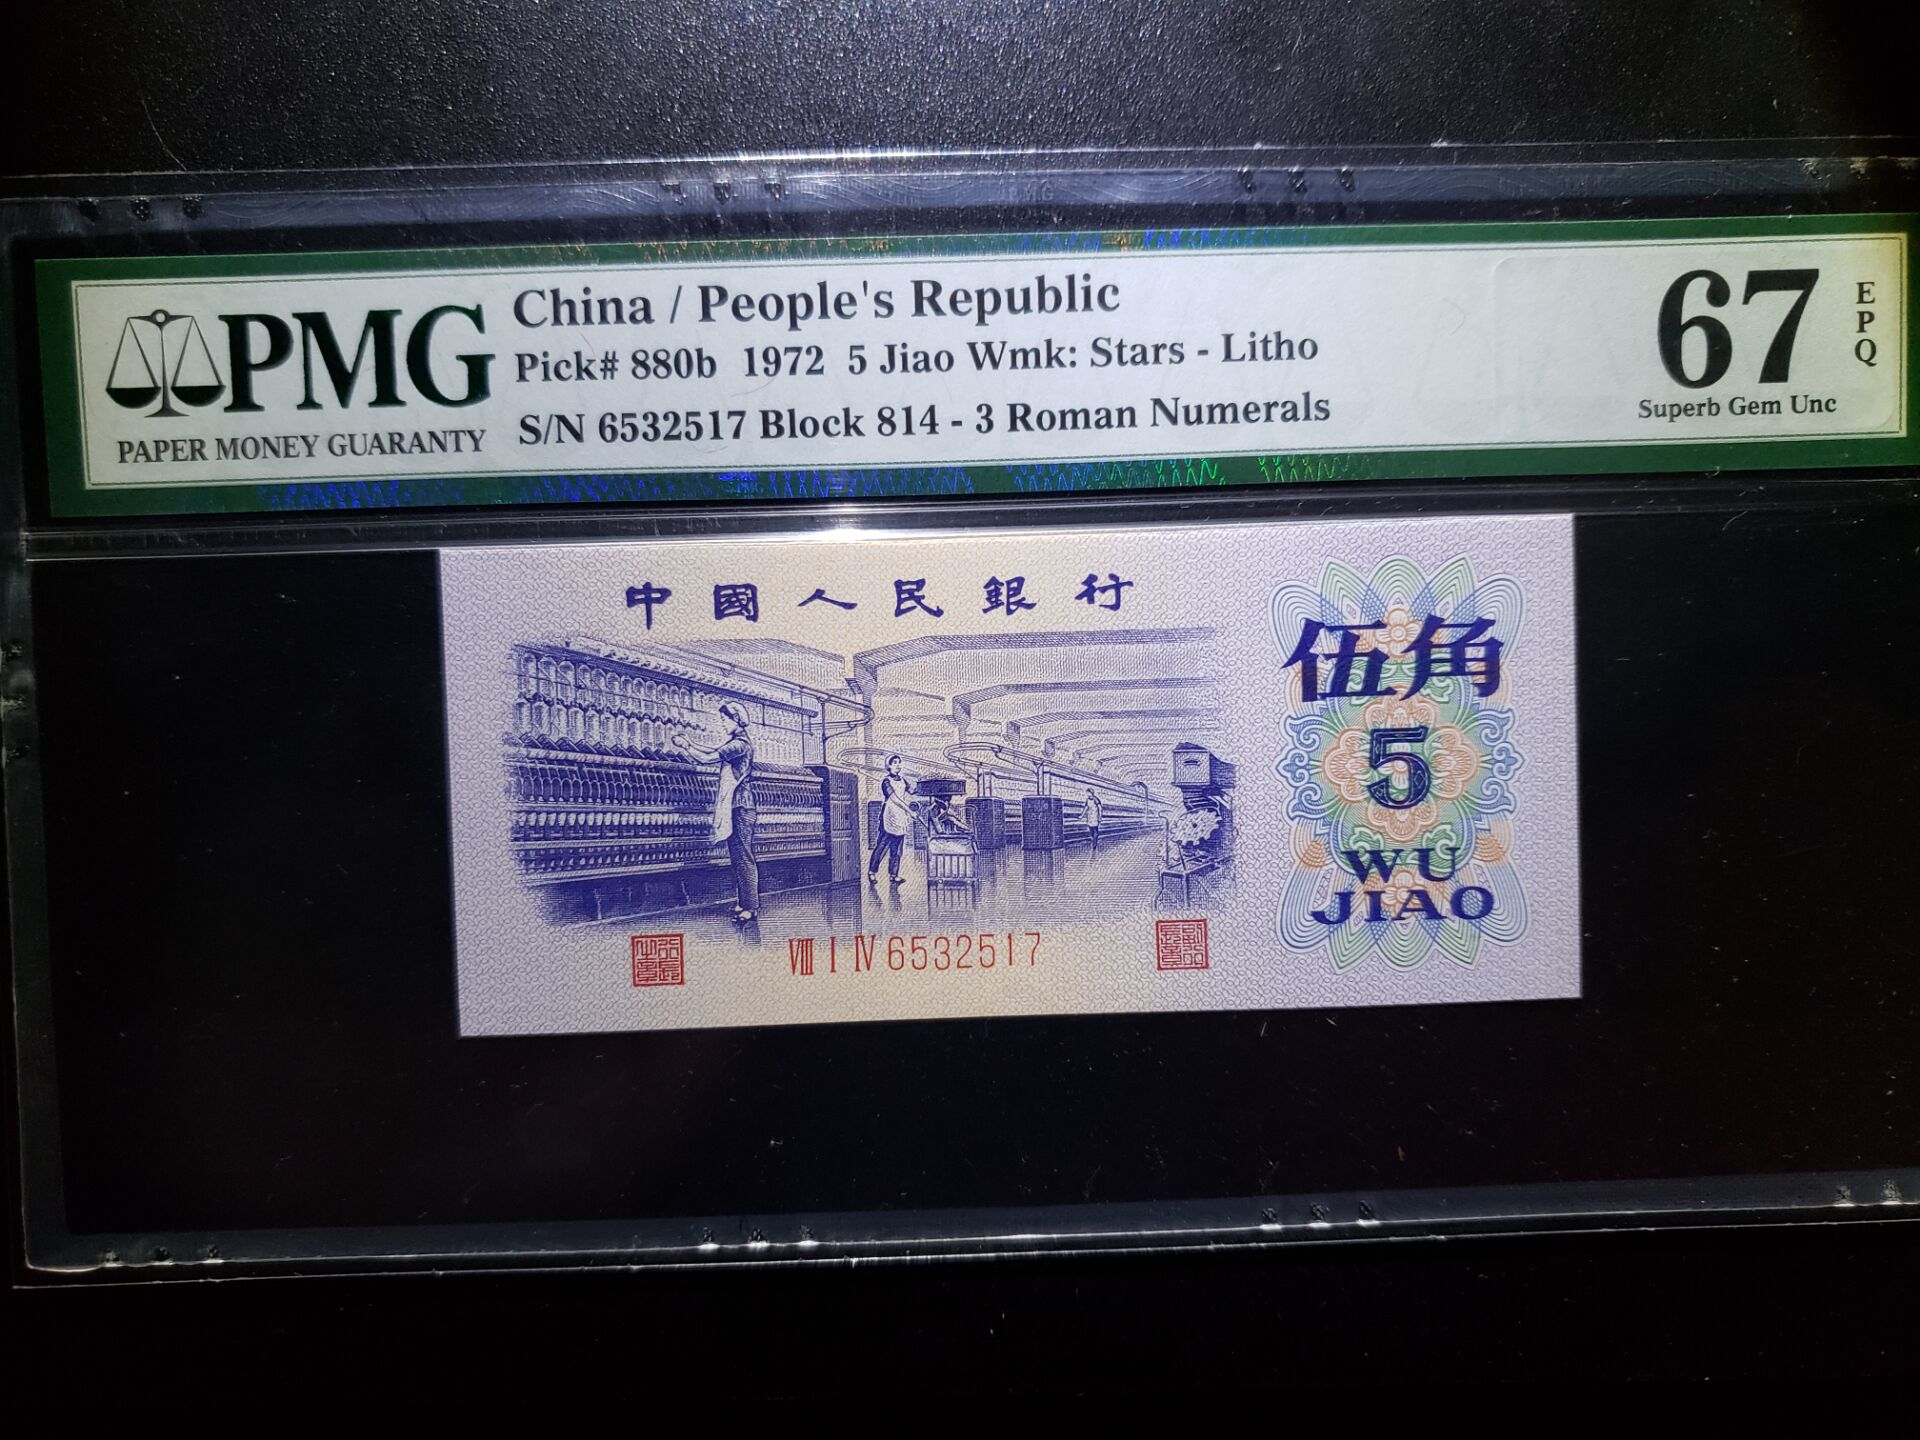 PMG
PAPER MONEY GUARANTY
China / People's Republic
Pick# 880b 1972 5 Jiao Wmk: Stars - Litho
S/N 6532517 Block 814 - 3 Roman Numerals
67
EPQ
Superb Gem Unc
中國人民銀行
伍角
5
WU
JIAO
VIII I IV 6532517